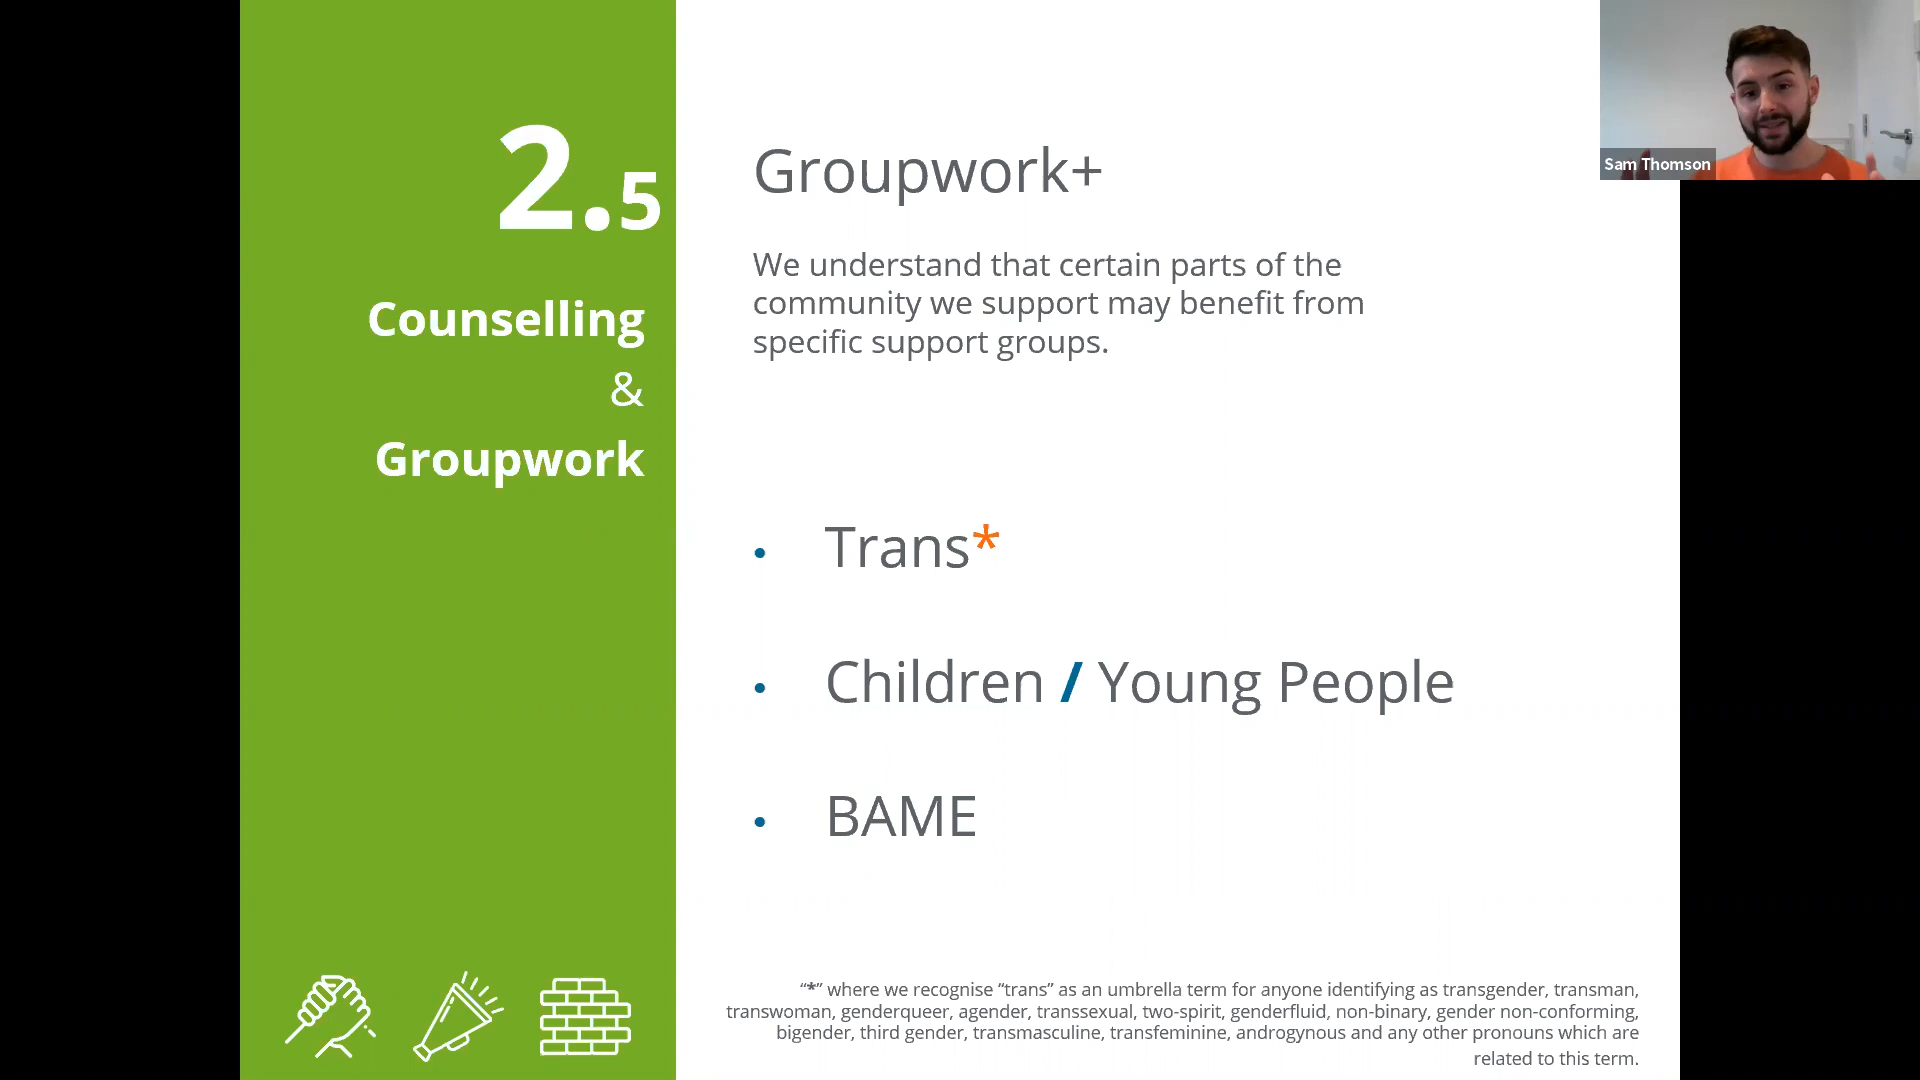 2.5
Counselling
&
Groupwork
Groupwork+
We understand that certain parts of the
community we support may benefit from
specific support groups.
• Trans*
• Children / Young People
• BAME
“*” where we recognise “trans” as an umbrella term for anyone identifying as transgender, transman,
transwoman, genderqueer, agender, transsexual, two-spirit, genderfluid, non-binary, gender non-conforming,
bigender, third gender, transmasculine, transfeminine, androgynous and any other pronouns which are
related to this term.
Sam Thomson